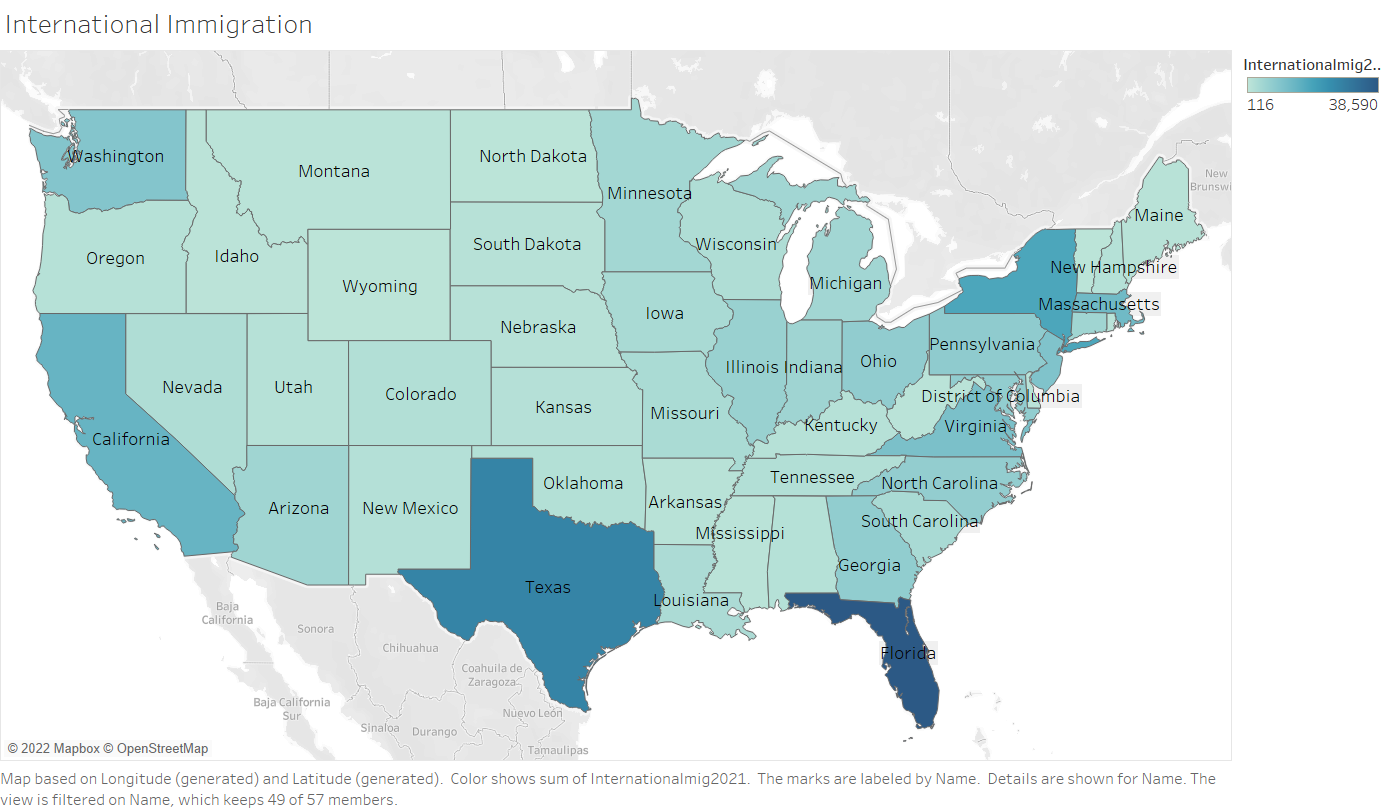 International Immigration
Internationalmig2..
116 38,590
Washington
Montana
North Dakota
Minnesota
New
Brunswi
Maine
Oregon
Idaho
South Dakota
Wisconsin
New Hampshire
Wyoming
Michigan
Massachusetts
Nebraska
Iowa
Pennsylvania
Nevada
Utah
Colorado
Illinois
Indiana
Ohio
Kansas
Missouri
District of Columbia
California
Kentucky
Virginia
Tennessee
North Carolina
Oklahoma
Arizona
New Mexico
Arkansas
South Carolina
Mississippi
Georgia
Texas
Louisiana
Florida
Baja
California
Sonora
Chihuahua
Coahuila de
Zaragoza
Baja California
Sur
Sinaloa
Durango
Nuevo León
Tamaulipas
© 2022 Mapbox © OpenStreetMap
Map based on Longitude (generated) and Latitude (generated).  Color shows sum of Internationalmig2021.  The marks are labeled by Name.  Details are shown for Name. The
view is filtered on Name, which keeps 49 of 57 members.